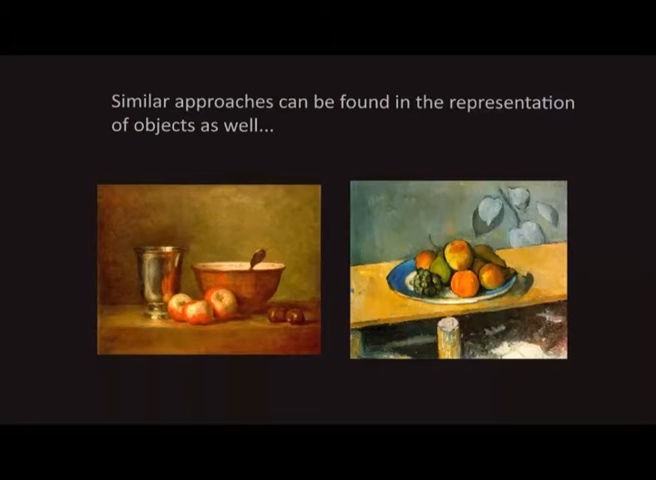 Similar approaches can be found in the representation
of objects as well...